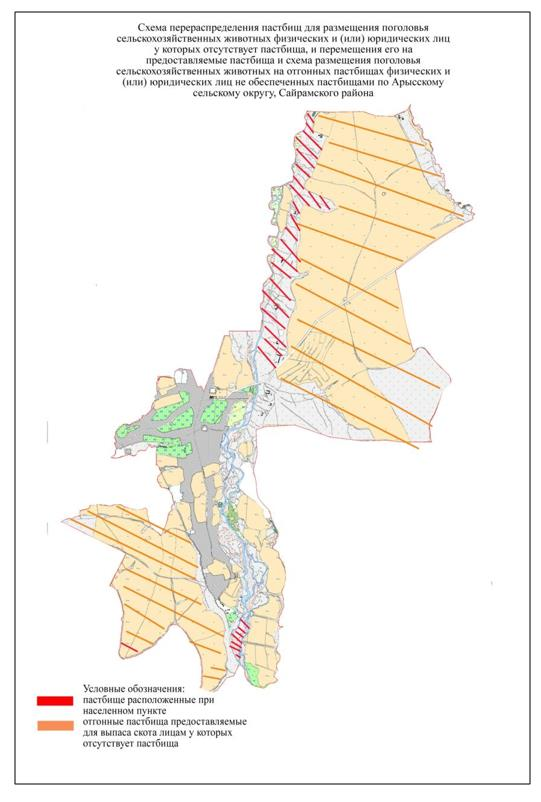 Схема перераспределения пастбищ для размещения поголовья
сельскохозяйственных животных физических и (или) юридических лиц
у которых отсутствует пастбища, и перемещения его на
предоставляемые пастбища и схема размещения поголовья
сельскохозяйственных животных на отгонных пастбищах физических и
(или) юридических лиц не обеспеченных пастбищами по Арысскому
сельскому округу, Сайрамского района
Условные обозначения:
пастбище расположенные при
населенном пункте
отгонные пастбища предоставляемые
для выпаса скота лицам у которых
отсутствует пастбища